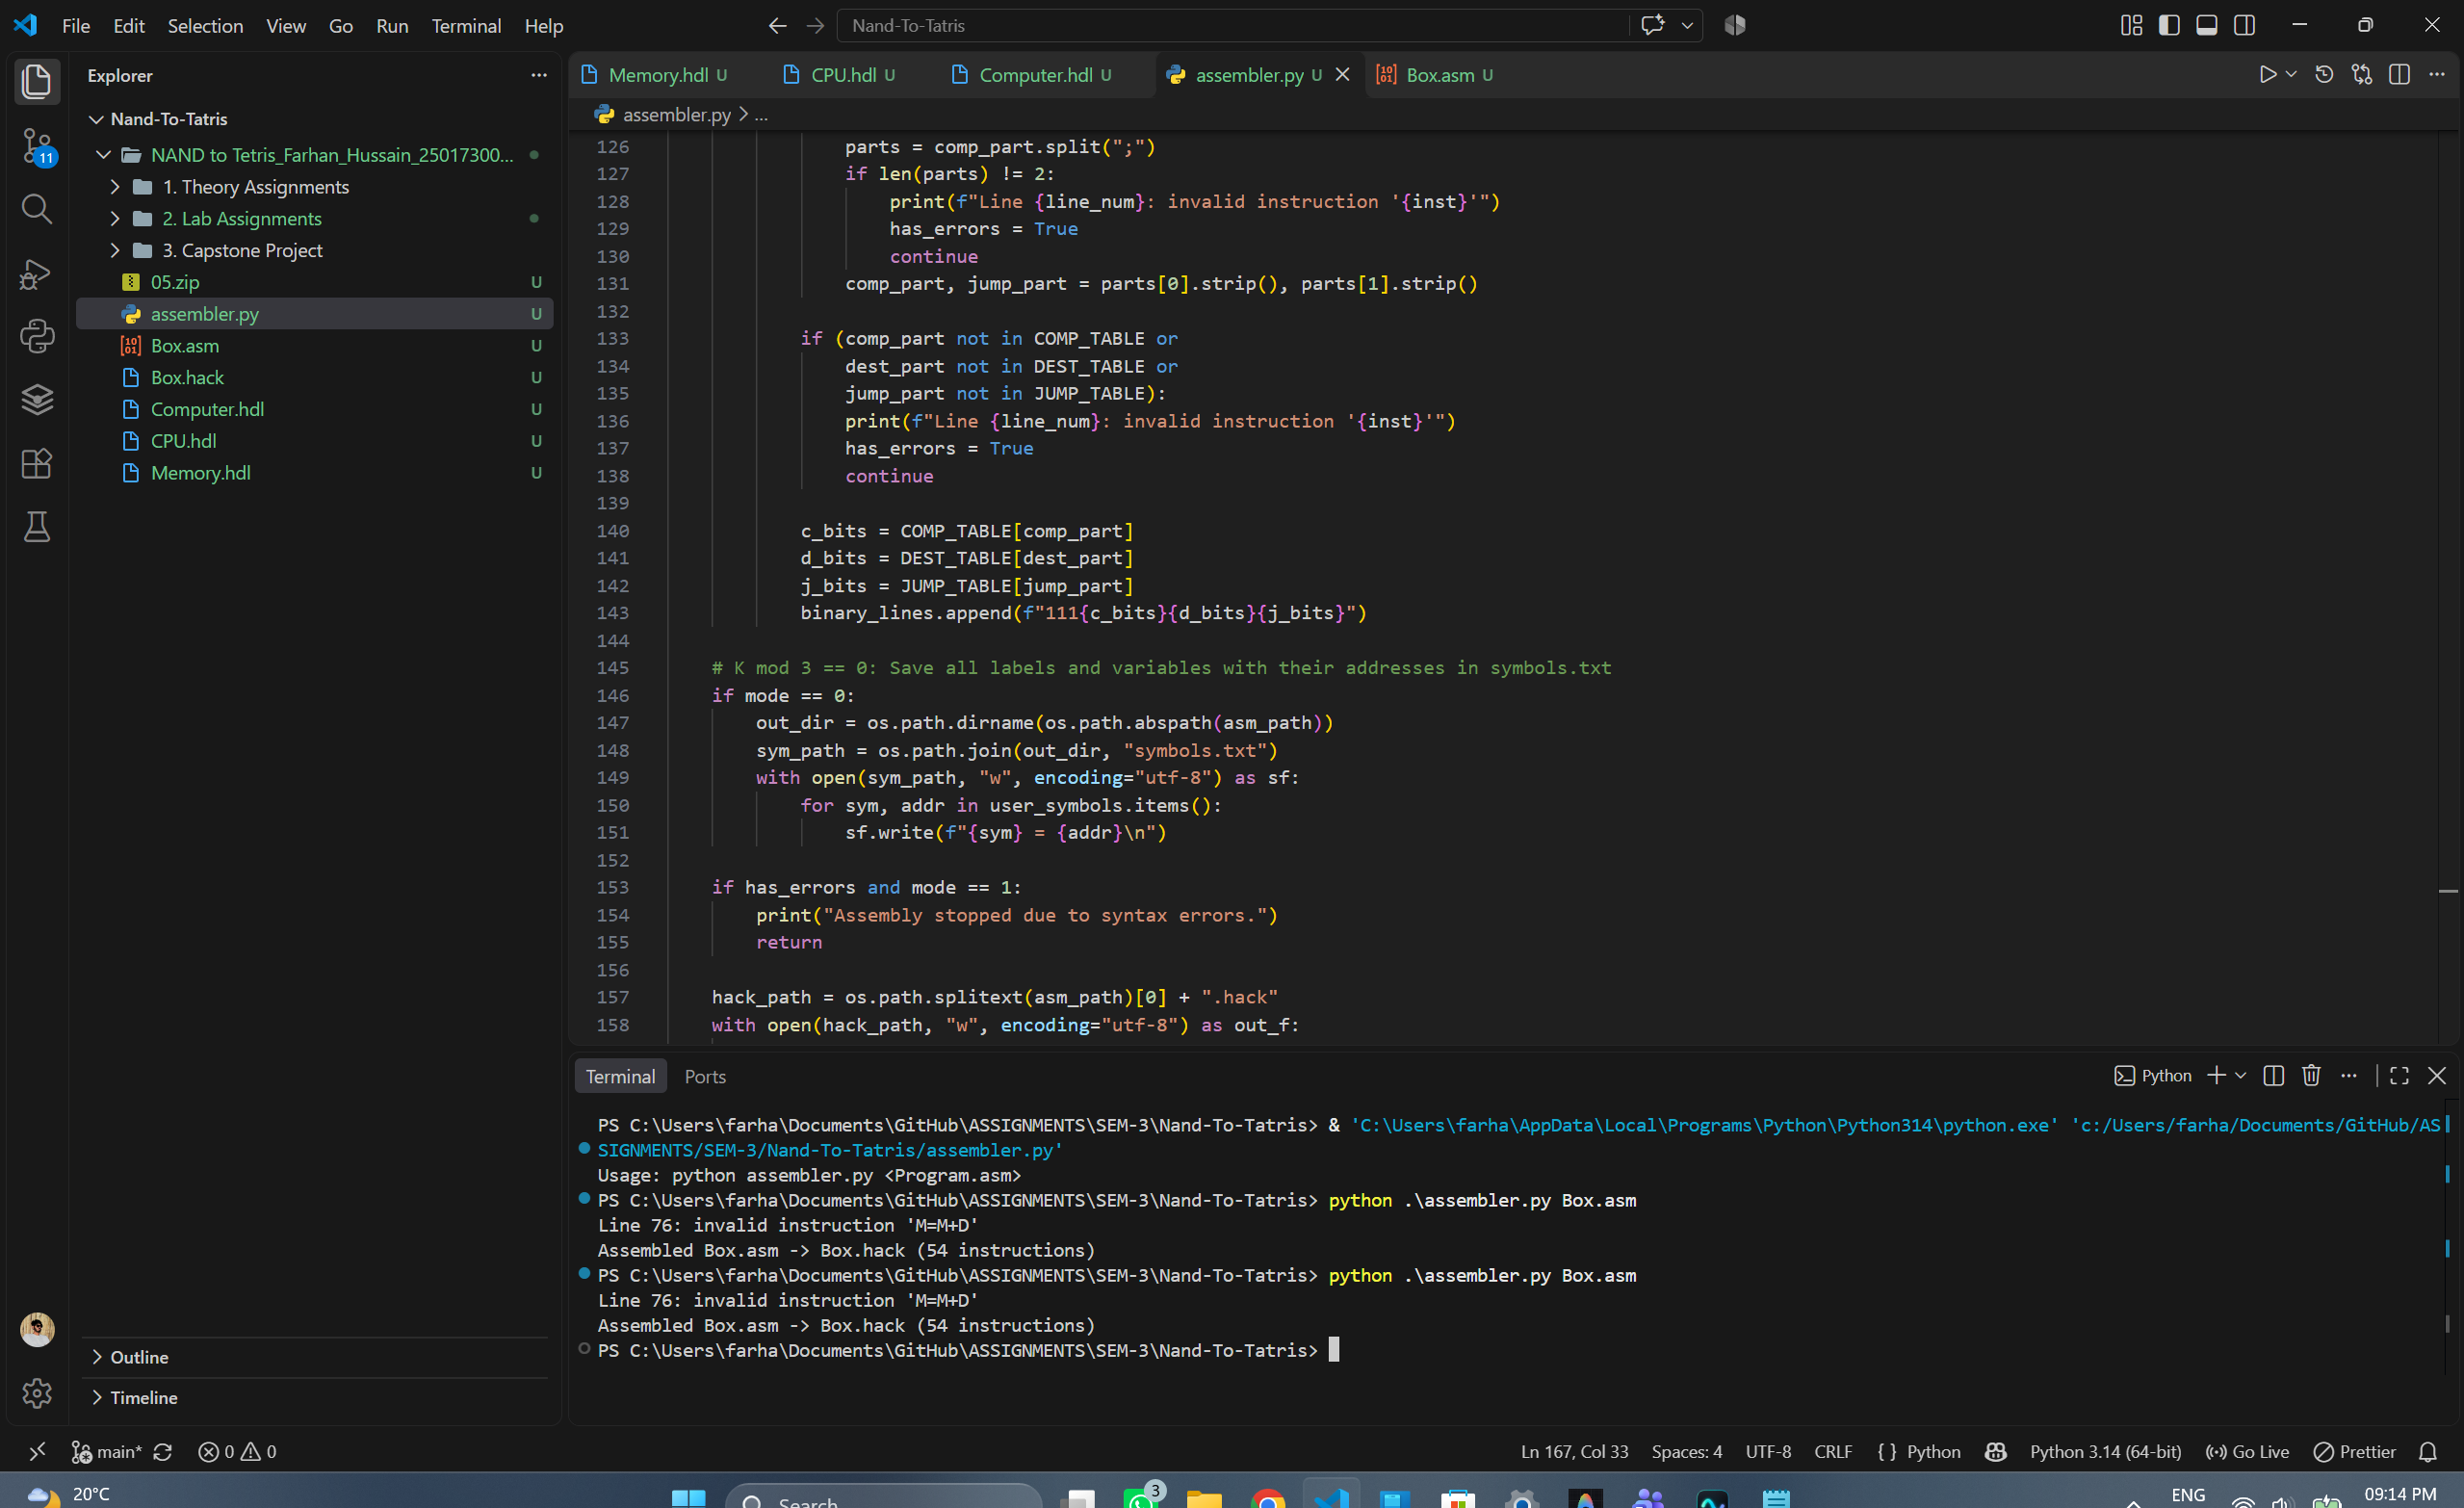 File Edit Selection View Go Run Terminal Help
Nand-To-Tatris
Explorer
Nand-To-Tatris
NAND to Tetris_Farhan_Hussain_25017300...
1. Theory Assignments
2. Lab Assignments
3. Capstone Project
05.zip U
assembler.py U
Box.asm U
Box.hack U
Computer.hdl U
CPU.hdl U
Memory.hdl U
11
Outline
Timeline
Memory.hdl U CPU.hdl U Computer.hdl U assembler.py U Box.asm U
assembler.py > ...
126 parts = comp_part.split(";")
127 if len(parts) != 2:
128 print(f"Line {line_num}: invalid instruction '{inst}'")
129 has_errors = True
130 continue
131 comp_part, jump_part = parts[0].strip(), parts[1].strip()
132
133 if (comp_part not in COMP_TABLE or
134 dest_part not in DEST_TABLE or
135 jump_part not in JUMP_TABLE):
136 print(f"Line {line_num}: invalid instruction '{inst}'")
137 has_errors = True
138 continue
139
140 c_bits = COMP_TABLE[comp_part]
141 d_bits = DEST_TABLE[dest_part]
142 j_bits = JUMP_TABLE[jump_part]
143 binary_lines.append(f"111{c_bits}{d_bits}{j_bits}")
144
145 # K mod 3 == 0: Save all labels and variables with their addresses in symbols.txt
146 if mode == 0:
147 out_dir = os.path.dirname(os.path.abspath(asm_path))
148 sym_path = os.path.join(out_dir, "symbols.txt")
149 with open(sym_path, "w", encoding="utf-8") as sf:
150 for sym, addr in user_symbols.items():
151 sf.write(f"{sym} = {addr}\n")
152
153 if has_errors and mode == 1:
154 print("Assembly stopped due to syntax errors.")
155 return
156
157 hack_path = os.path.splitext(asm_path)[0] + ".hack"
158 with open(hack_path, "w", encoding="utf-8") as out_f:
Terminal Ports
Python
PS C:\Users\farha\Documents\GitHub\ASSIGNMENTS\SEM-3\Nand-To-Tatris> & 'C:\Users\farha\AppData\Local\Programs\Python\Python314\python.exe' 'c:/Users/farha/Documents/GitHub/AS
SIGNMENTS/SEM-3/Nand-To-Tatris/assembler.py'
Usage: python assembler.py <Program.asm>
PS C:\Users\farha\Documents\GitHub\ASSIGNMENTS\SEM-3\Nand-To-Tatris> python .\assembler.py Box.asm
Line 76: invalid instruction 'M=M+D'
Assembled Box.asm -> Box.hack (54 instructions)
PS C:\Users\farha\Documents\GitHub\ASSIGNMENTS\SEM-3\Nand-To-Tatris> python .\assembler.py Box.asm
Line 76: invalid instruction 'M=M+D'
Assembled Box.asm -> Box.hack (54 instructions)
PS C:\Users\farha\Documents\GitHub\ASSIGNMENTS\SEM-3\Nand-To-Tatris>
main* 0 0 Ln 167, Col 33 Spaces: 4 UTF-8 CRLF {} Python Python 3.14 (64-bit) Go Live Prettier
20°C Search 3 ENG 09:14 PM